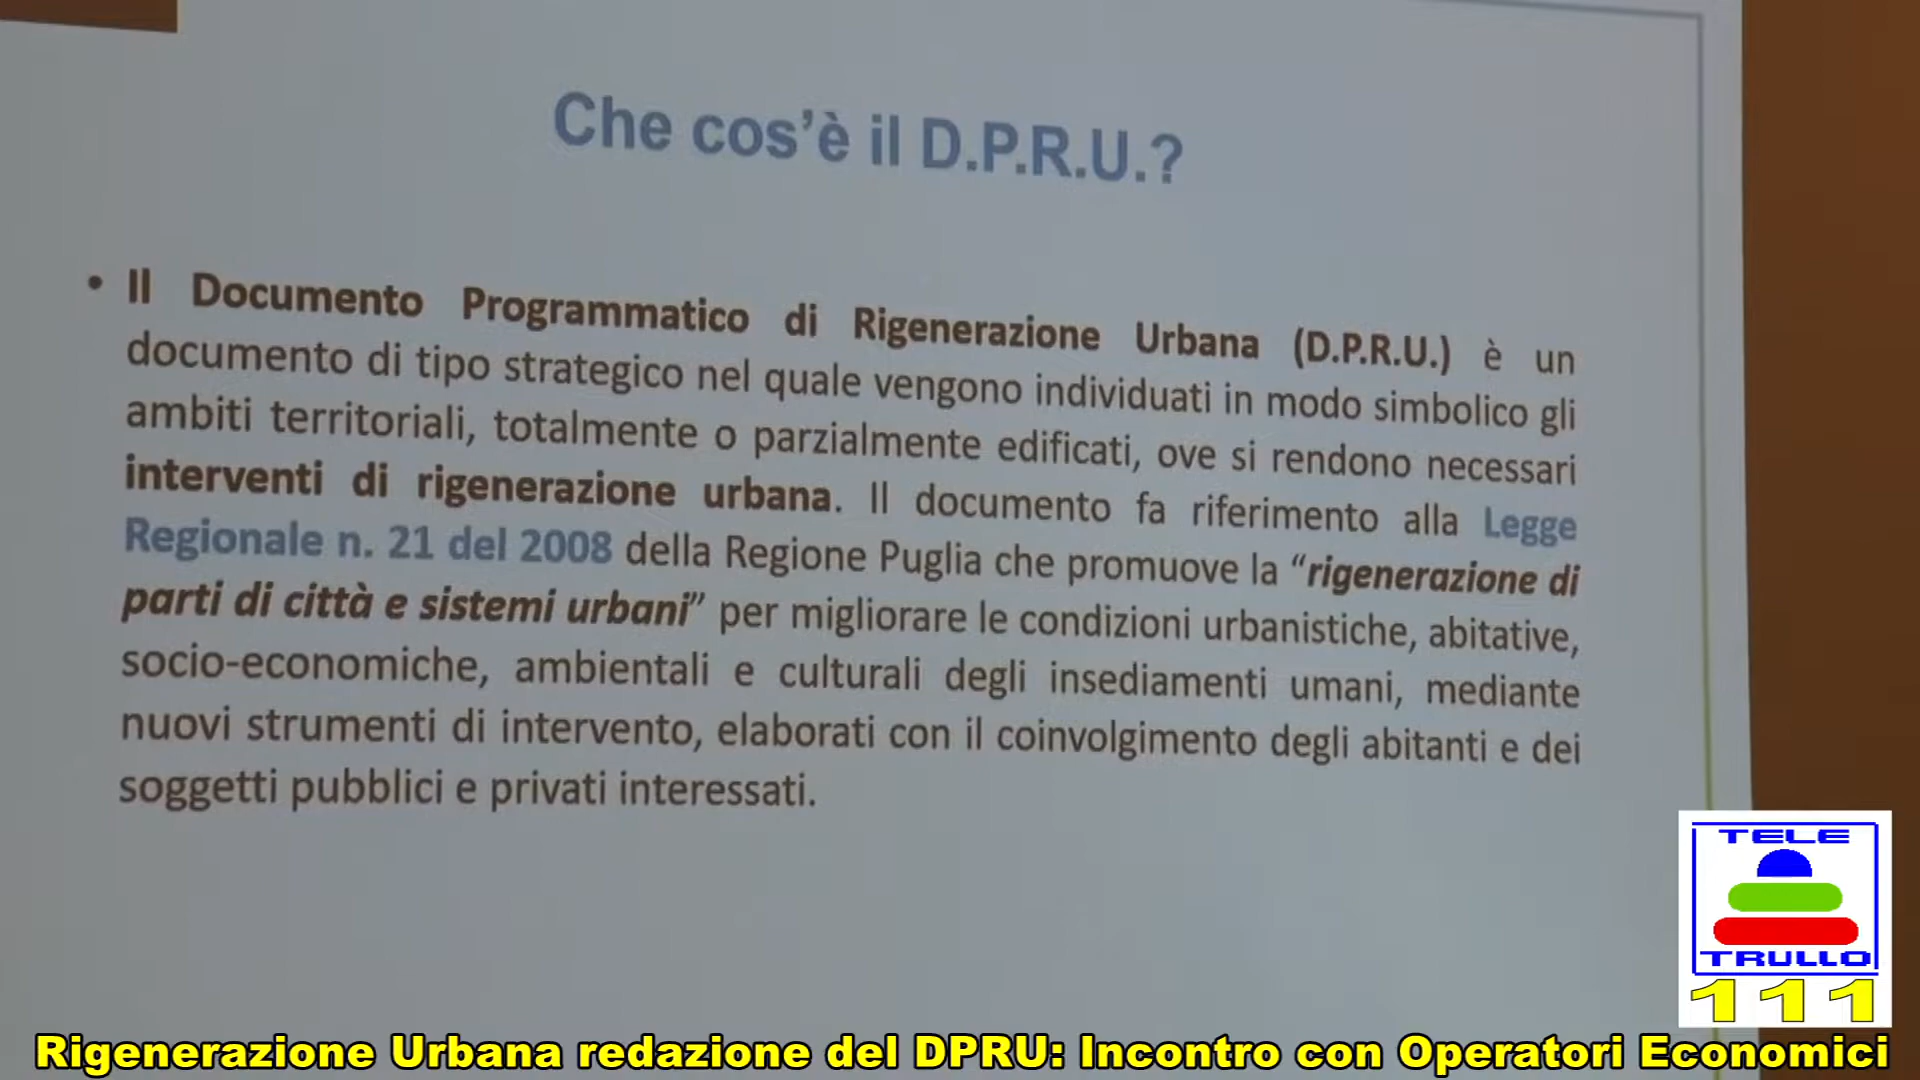 Che cos'è il D.P.R.U.?
• Il Documento Programmatico di Rigenerazione Urbana (D.P.R.U.) è un
documento di tipo strategico nel quale vengono individuati in modo simbolico gli
ambiti territoriali, totalmente o parzialmente edificati, ove si rendono necessari
interventi di rigenerazione urbana. Il documento fa riferimento alla Legge
Regionale n. 21 del 2008 della Regione Puglia che promuove la “rigenerazione di
parti di città e sistemi urbani” per migliorare le condizioni urbanistiche, abitative,
socio-economiche, ambientali e culturali degli insediamenti umani, mediante
nuovi strumenti di intervento, elaborati con il coinvolgimento degli abitanti e dei
soggetti pubblici e privati interessati.
TELE
TRULLO
111
Rigenerazione Urbana redazione del DPRU: Incontro con Operatori Economici